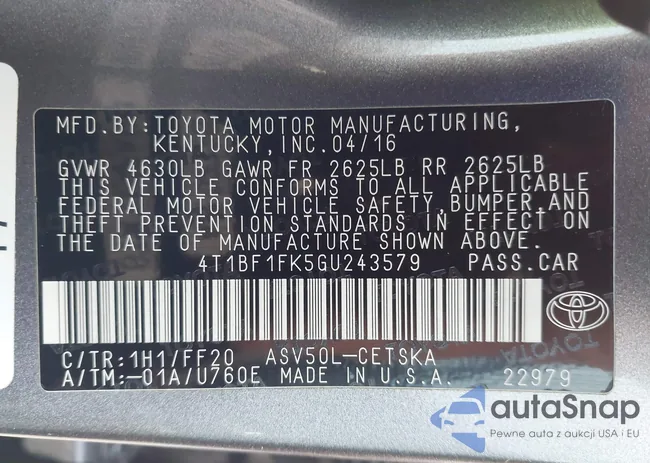 MFD.BY:TOYOTA MOTOR MANUFACTURING,
KENTUCKY,INC.04/16
GVWR 4630LB GAWR FR 2625LB RR 2625LB
THIS VEHICLE CONFORMS TO ALL APPLICABLE
FEDERAL MOTOR VEHICLE SAFETY,BUMPER,AND
THEFT PREVENTION STANDARDS IN EFFECT ON
THE DATE OF MANUFACTURE SHOWN ABOVE.
4T1BF1FK5GU243579 PASS.CAR
C/TR:1H1/FF20 ASV50L-CETSKA
A/TM:-01A/U760E MADE IN U.S.A. 22979
autaSnap
Pewne auta z aukcji USA i EU